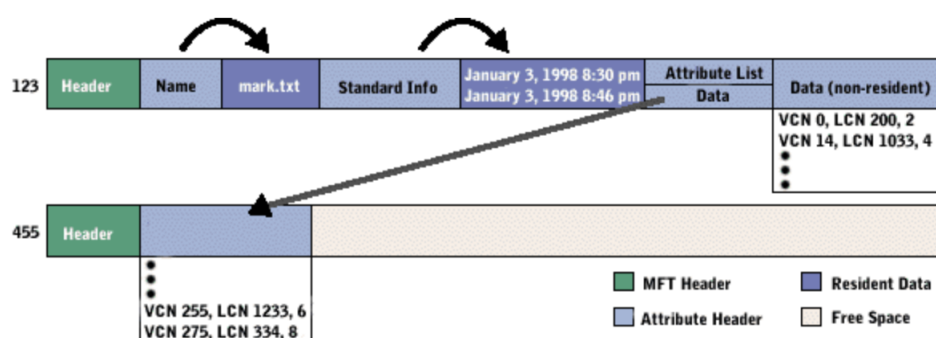 123
Header
Name
mark.txt
Standard Info
January 3, 1998 8:30 pm
January 3, 1998 8:46 pm
Attribute List
Data
Data (non-resident)
VCN 0, LCN 200, 2
VCN 14, LCN 1033, 4
455
Header
VCN 255, LCN 1233, 6
VCN 275, LCN 334, 8
MFT Header
Resident Data
Attribute Header
Free Space